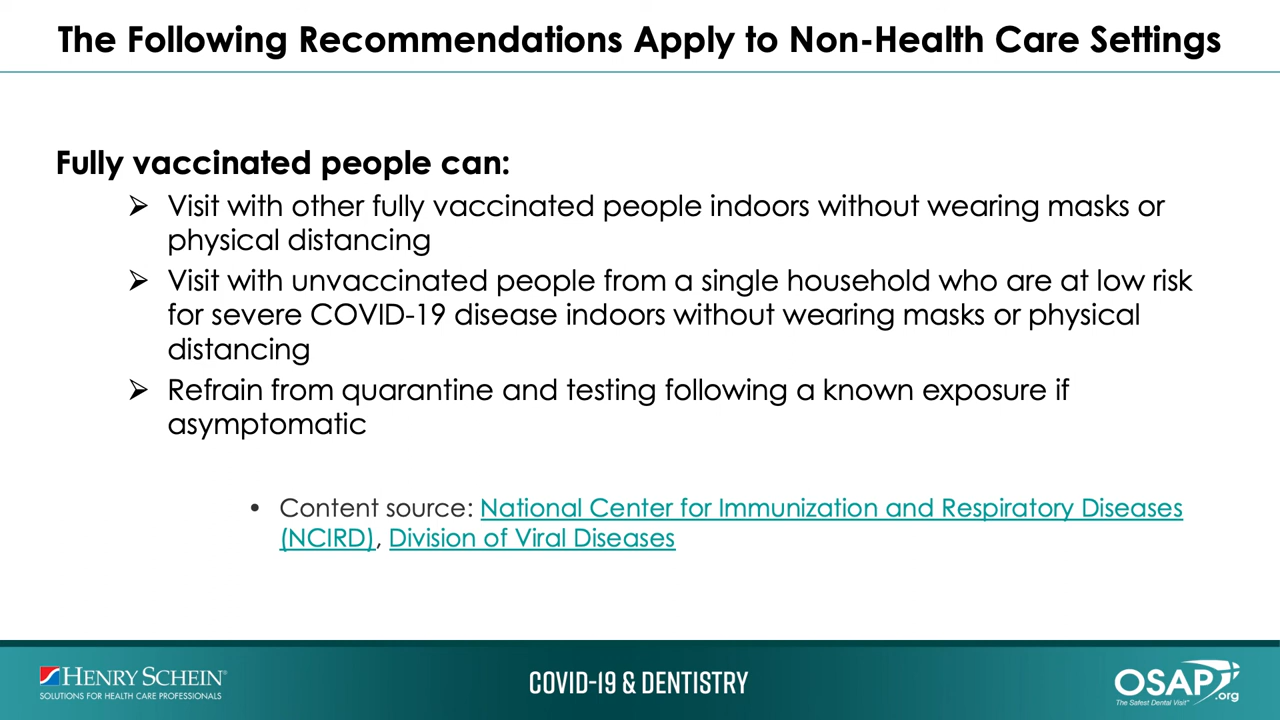 The Following Recommendations Apply to Non-Health Care Settings
Fully vaccinated people can:
➢ Visit with other fully vaccinated people indoors without wearing masks or
physical distancing
➢ Visit with unvaccinated people from a single household who are at low risk
for severe COVID-19 disease indoors without wearing masks or physical
distancing
➢ Refrain from quarantine and testing following a known exposure if
asymptomatic
• Content source: National Center for Immunization and Respiratory Diseases
(NCIRD), Division of Viral Diseases
HENRY SCHEIN®
SOLUTIONS FOR HEALTH CARE PROFESSIONALS
COVID-19 & DENTISTRY
OSAP.org
The Safest Dental Visit™